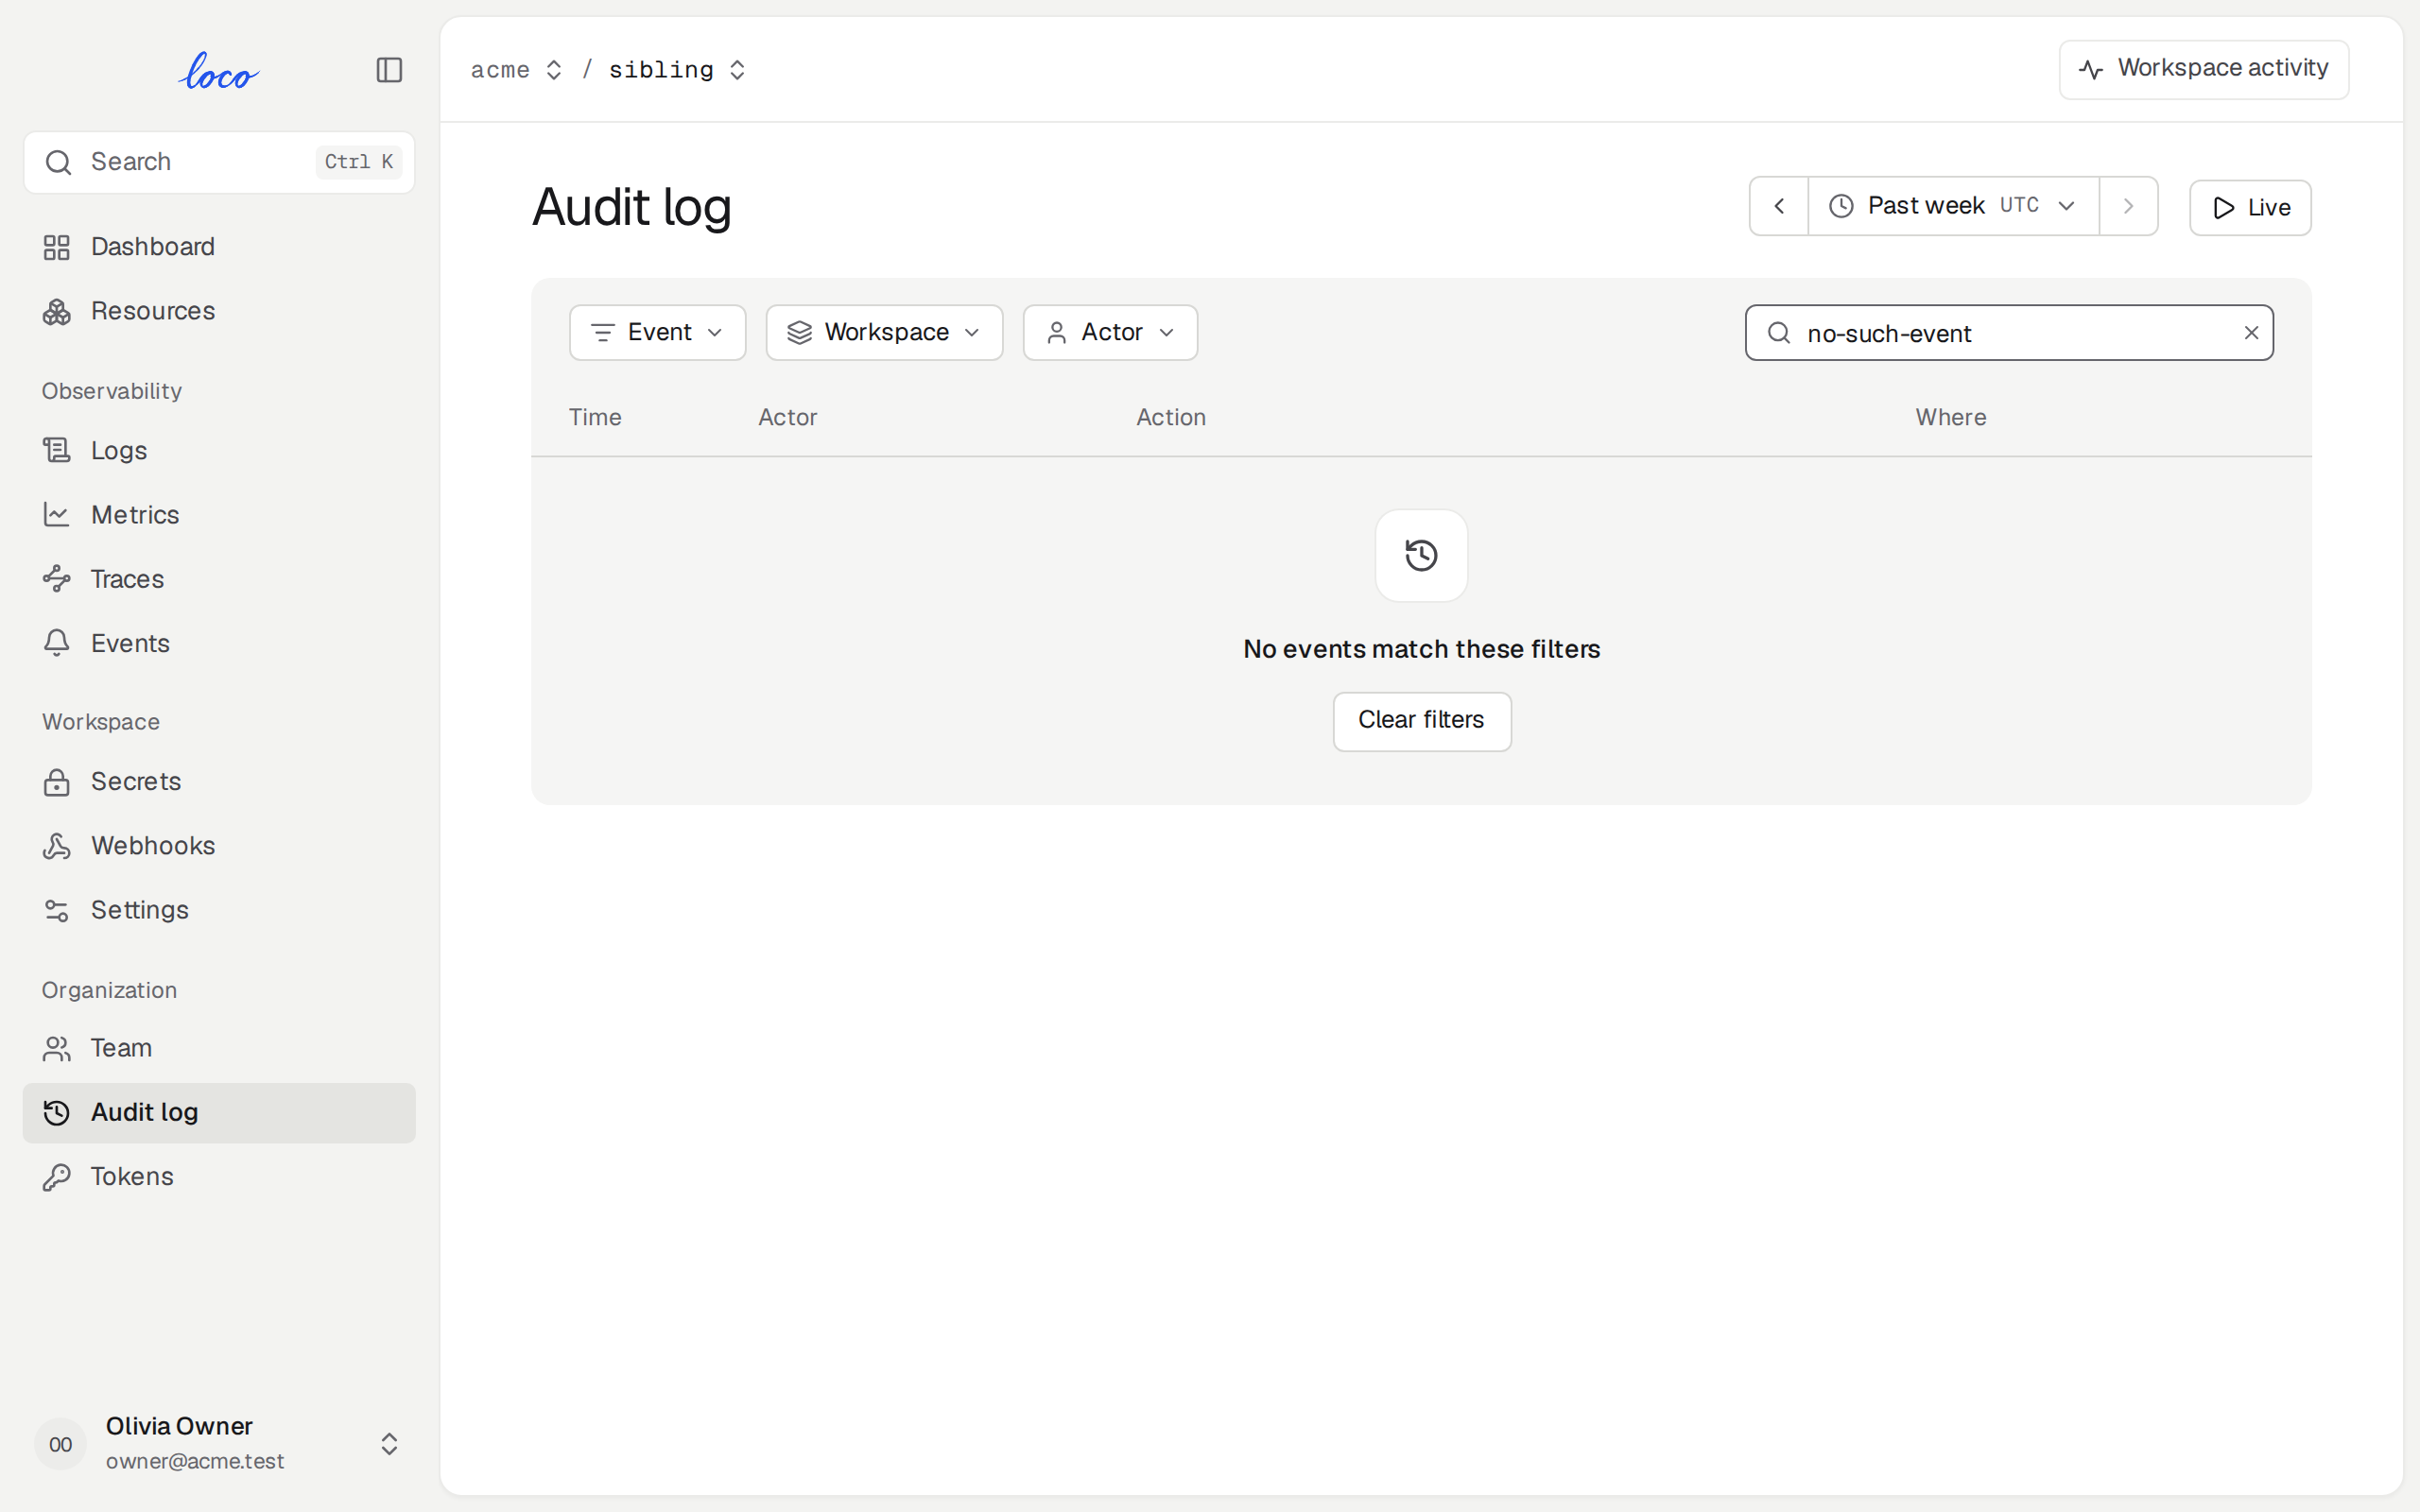 loco
acme / sibling
Workspace activity
Search Ctrl K
Dashboard
Resources
Observability
Logs
Metrics
Traces
Events
Workspace
Secrets
Webhooks
Settings
Organization
Team
Audit log
Tokens
OO
Olivia Owner
owner@acme.test
Audit log
Past week UTC
Live
Event
Workspace
Actor
no-such-event
Time Actor Action Where
No events match these filters
Clear filters